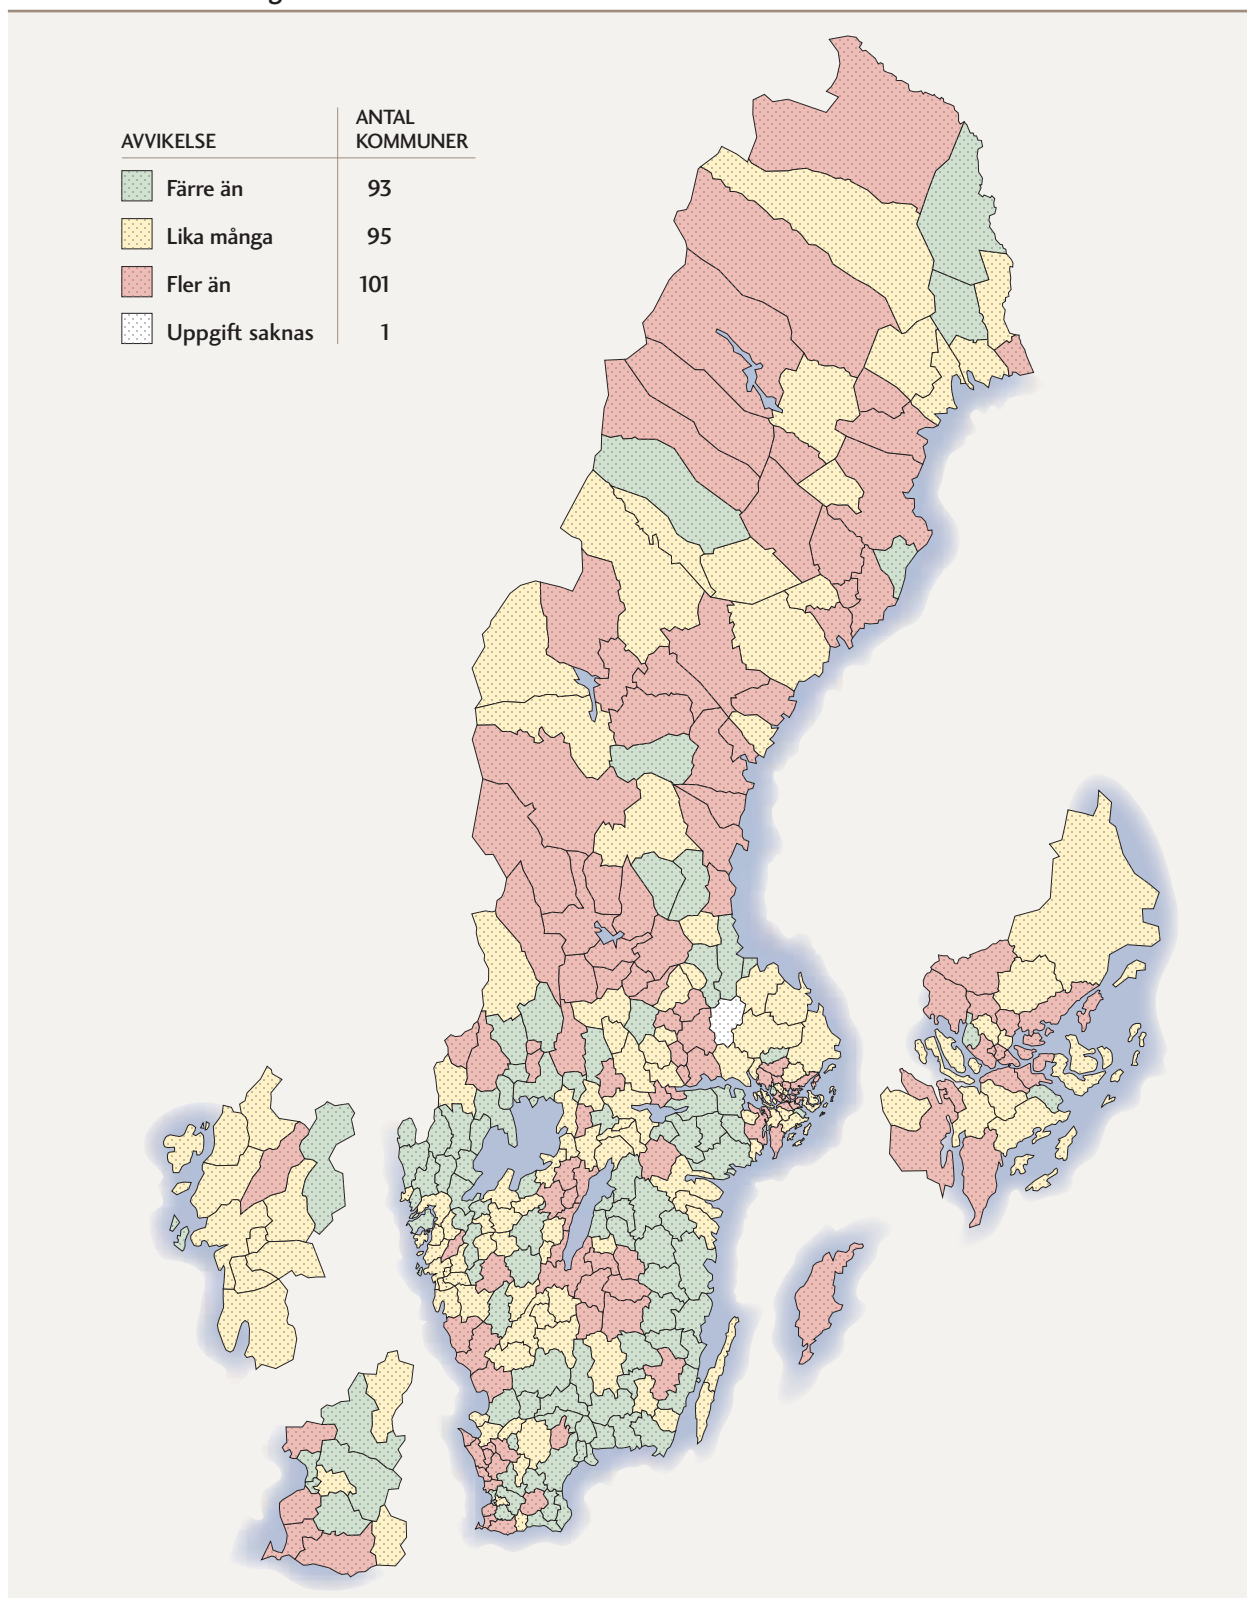 ANTAL
AVVIKELSE KOMMUNER
Färre än 93
Lika många 95
Fler än 101
Uppgift saknas 1